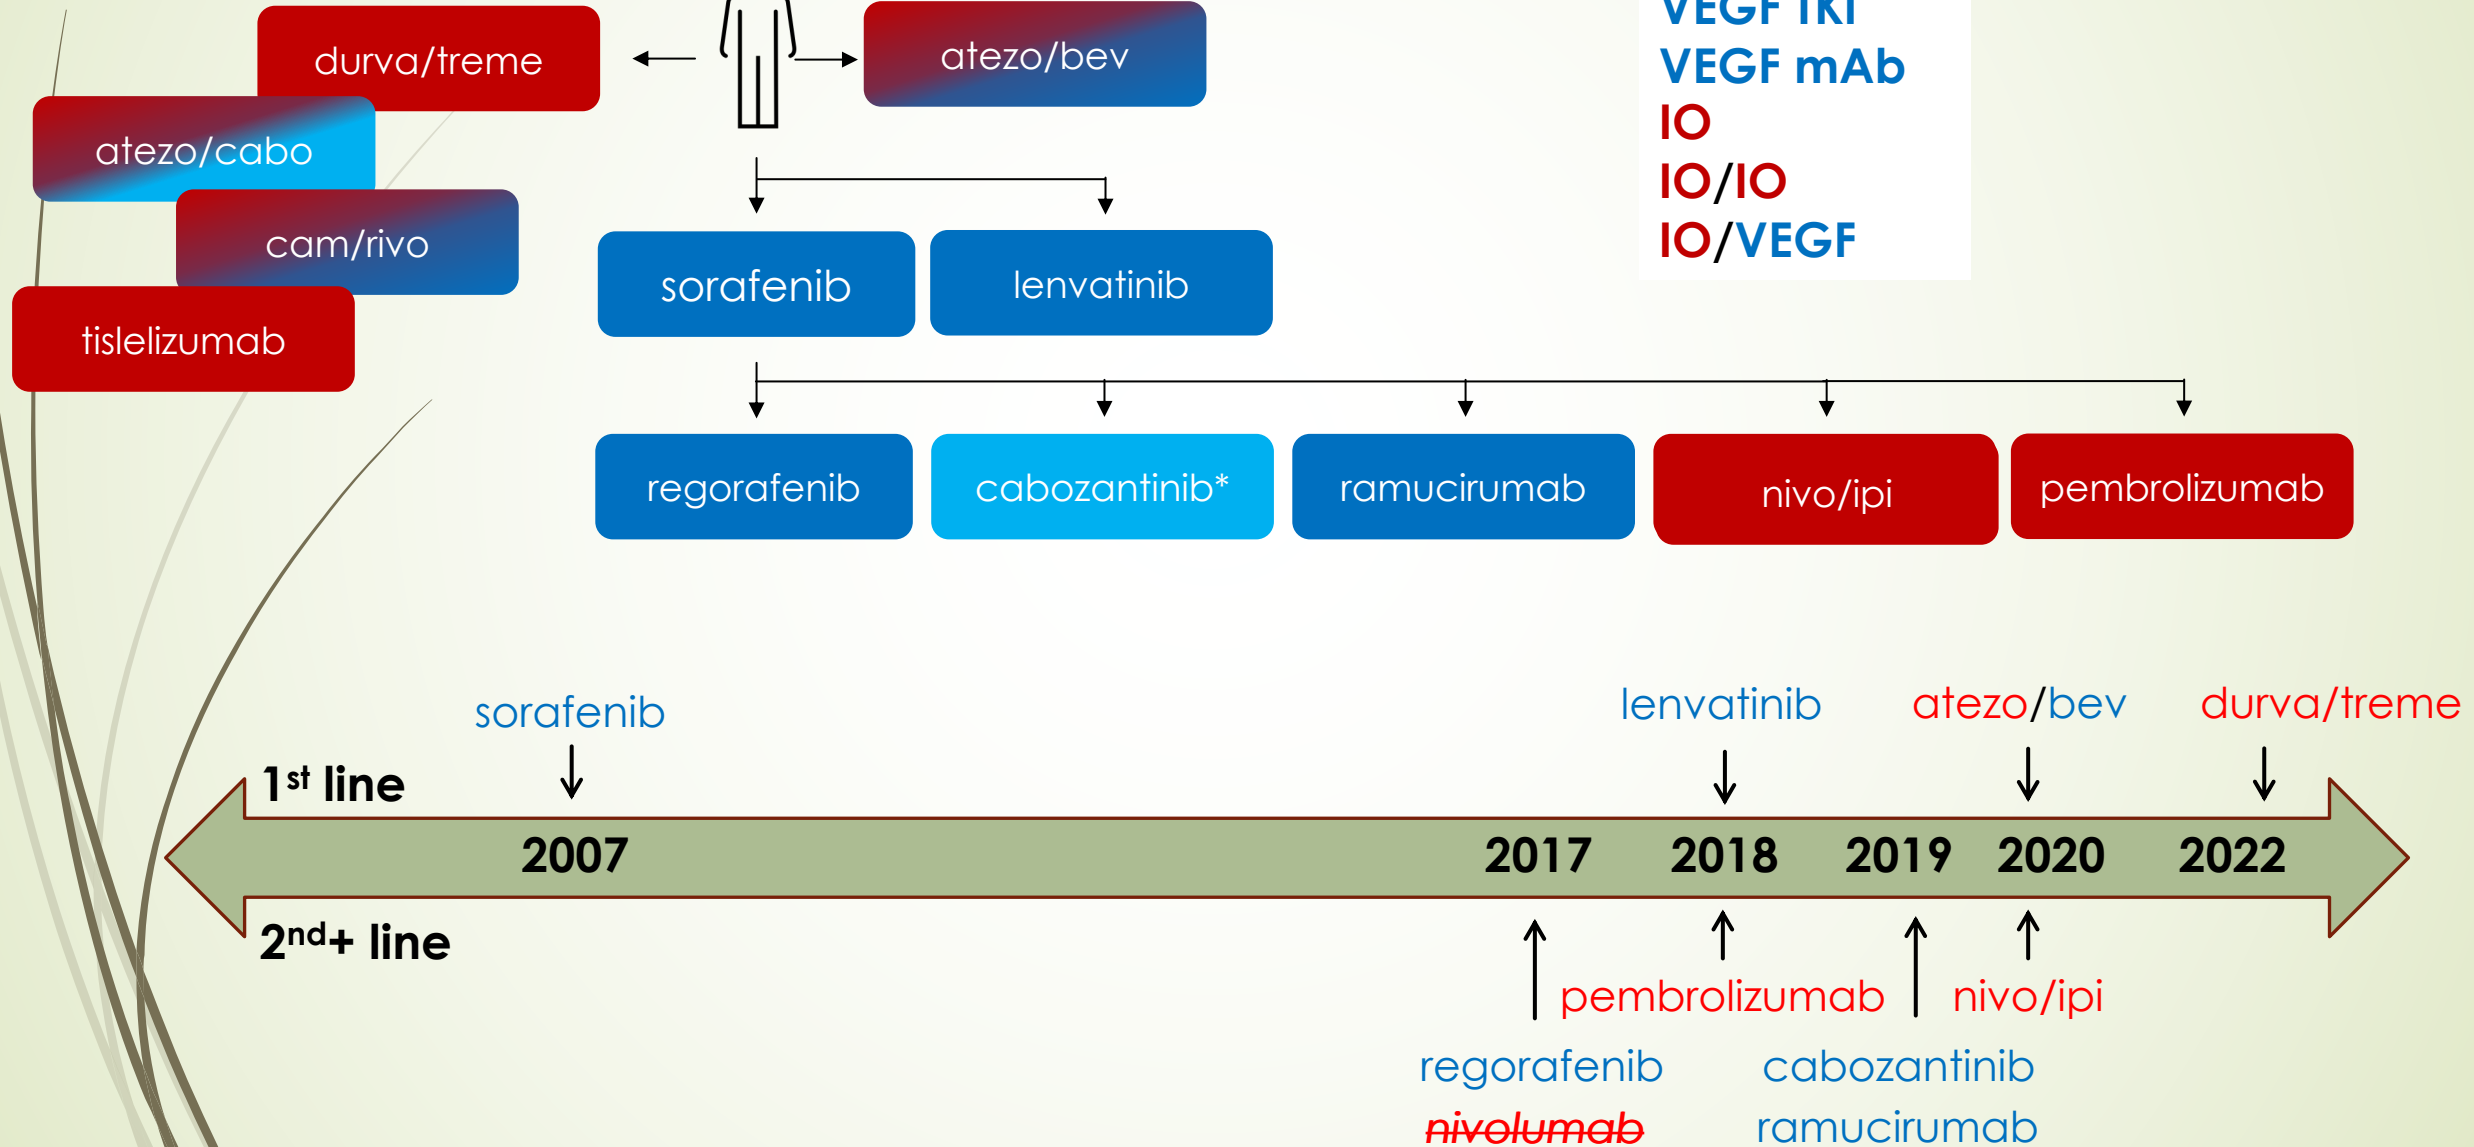 durva/treme
atezo/bev
VEGF TKI
VEGF mAb
IO
IO/IO
IO/VEGF
atezo/cabo
cam/rivo
tislelizumab
sorafenib
lenvatinib
regorafenib
cabozantinib*
ramucirumab
nivo/ipi
pembrolizumab
sorafenib
lenvatinib
atezo/bev
durva/treme
1st line
2007
2017
2018
2019
2020
2022
2nd+ line
pembrolizumab
nivo/ipi
regorafenib
cabozantinib
nivolumab
ramucirumab